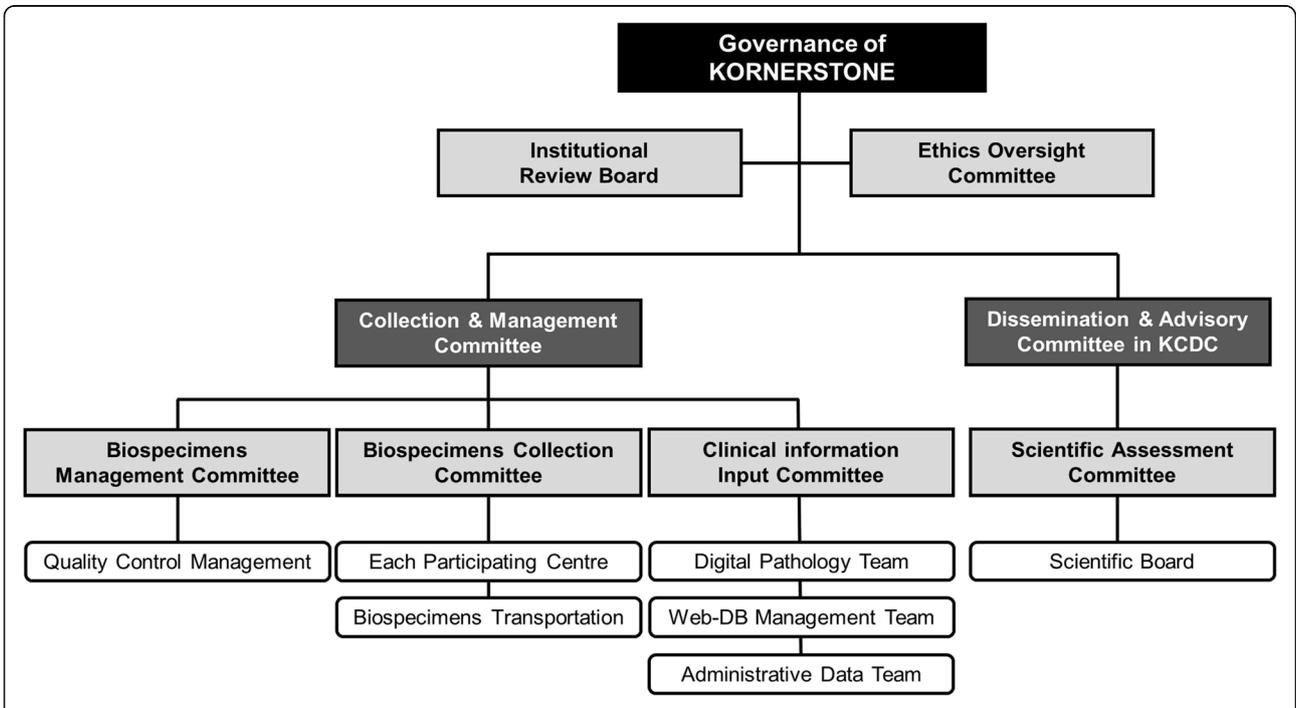 Governance of
KORNERSTONE
Institutional
Review Board
Ethics Oversight
Committee
Collection & Management
Committee
Dissemination & Advisory
Committee in KCDC
Biospecimens
Management Committee
Biospecimens Collection
Committee
Clinical information
Input Committee
Scientific Assessment
Committee
Quality Control Management
Each Participating Centre
Digital Pathology Team
Scientific Board
Biospecimens Transportation
Web-DB Management Team
Administrative Data Team